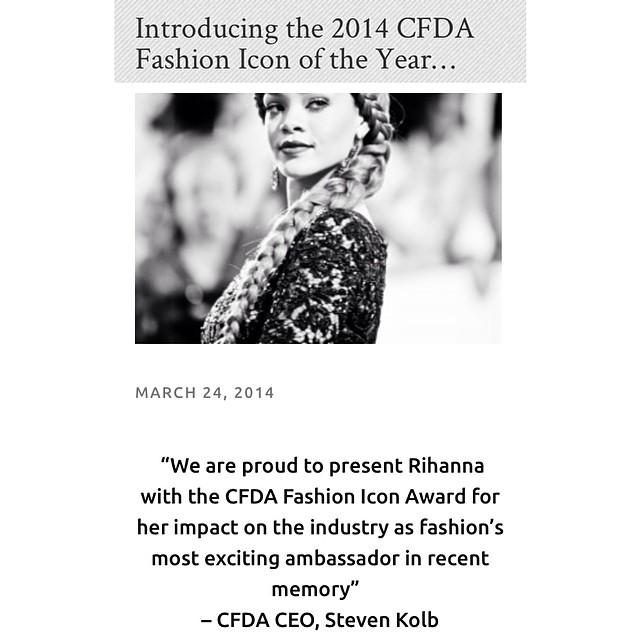 Introducing the 2014 CFDA
Fashion Icon of the Year...
MARCH 24, 2014
“We are proud to present Rihanna
with the CFDA Fashion Icon Award for
her impact on the industry as fashion’s
most exciting ambassador in recent
memory”
– CFDA CEO, Steven Kolb